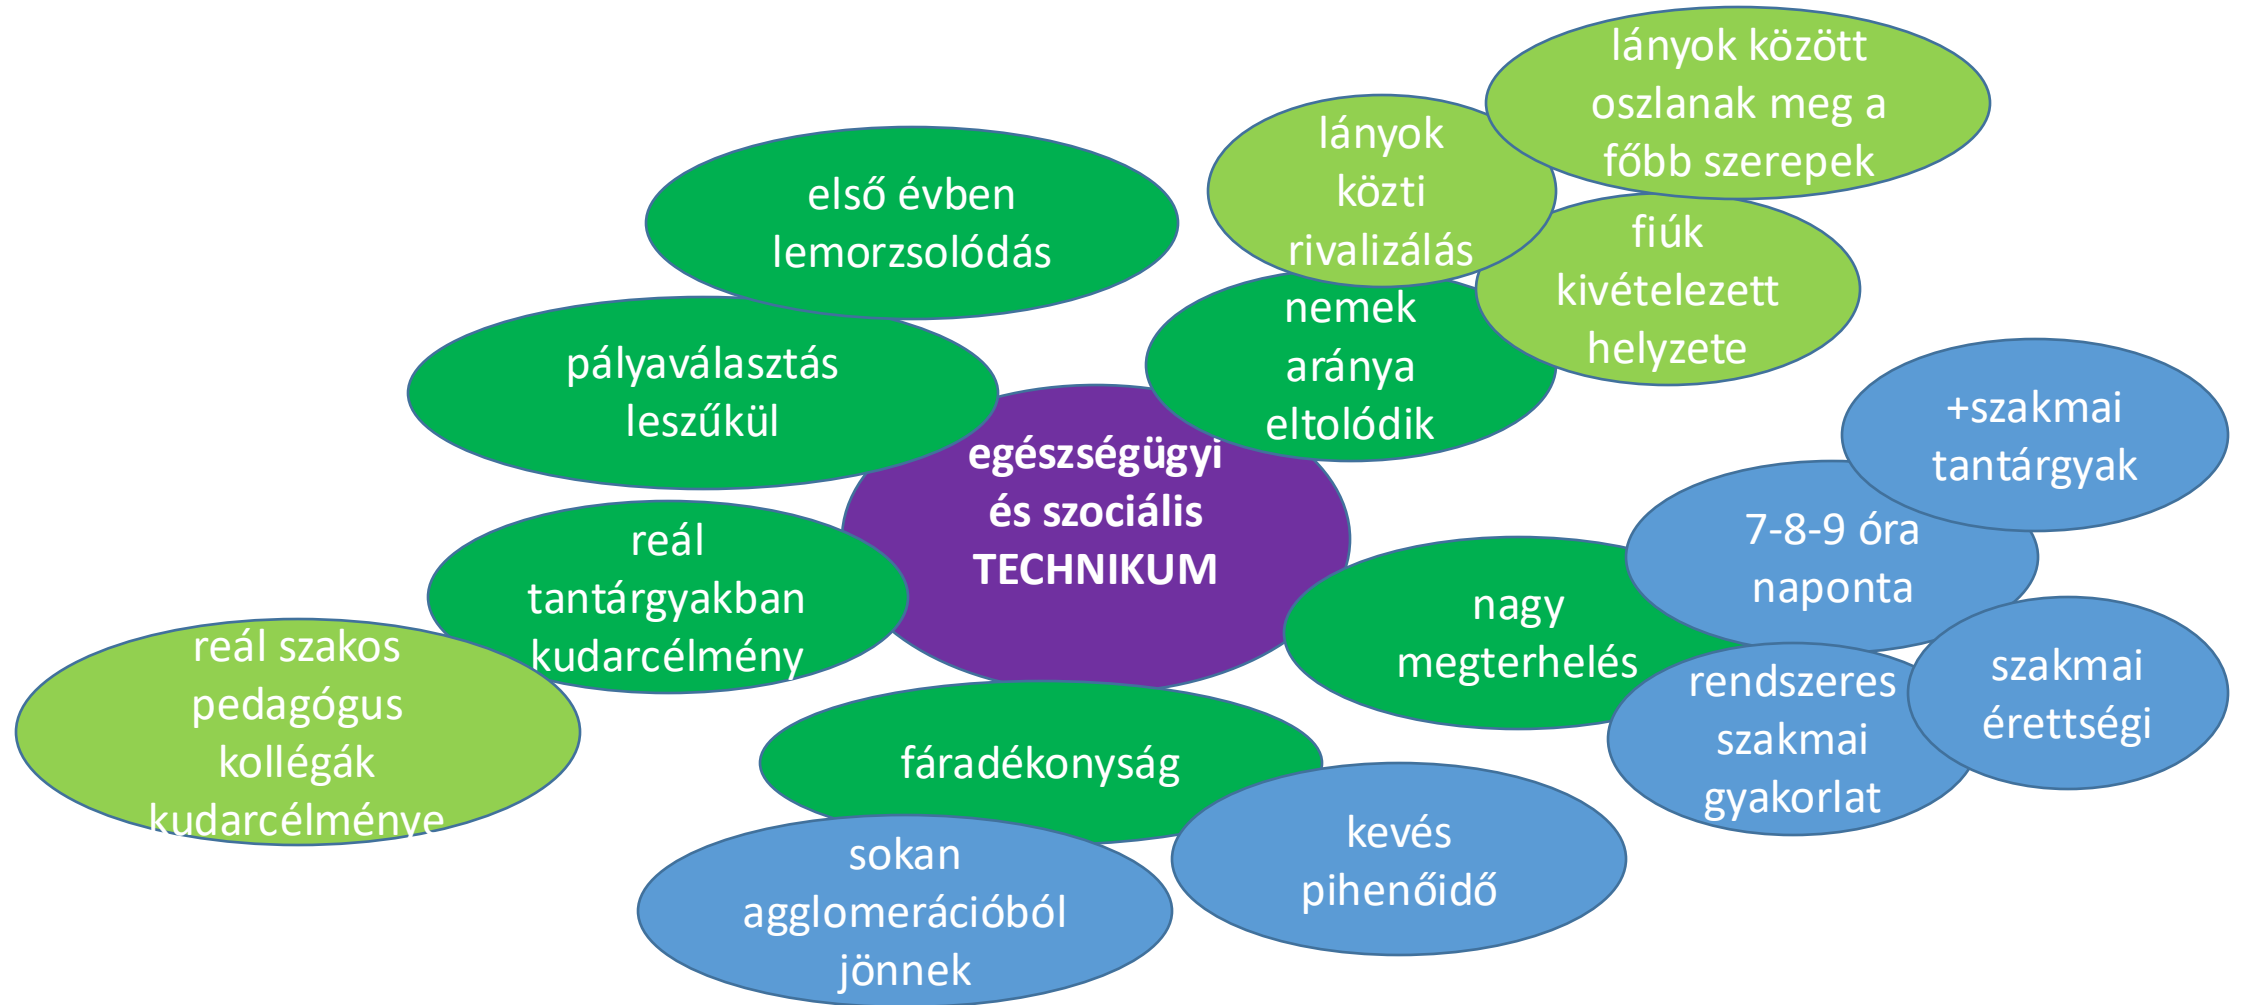 lányok között
oszlanak meg a
főbb szerepek
lányok
közti
rivalizálás
első évben
lemorzsolódás
fiúk
kivételezett
helyzete
nemek
aránya
eltolódik
pályaválasztás
leszűkül
+szakmai
tantárgyak
egészségügyi
és szociális
TECHNIKUM
7-8-9 óra
naponta
reál
tantárgyakban
kudarcélmény
nagy
megterhelés
reál szakos
pedagógus
kollégák
kudarcélménye
rendszeres
szakmai
gyakorlat
szakmai
érettségi
fáradékonyság
kevés
pihenőidő
sokan
agglomerációból
jönnek